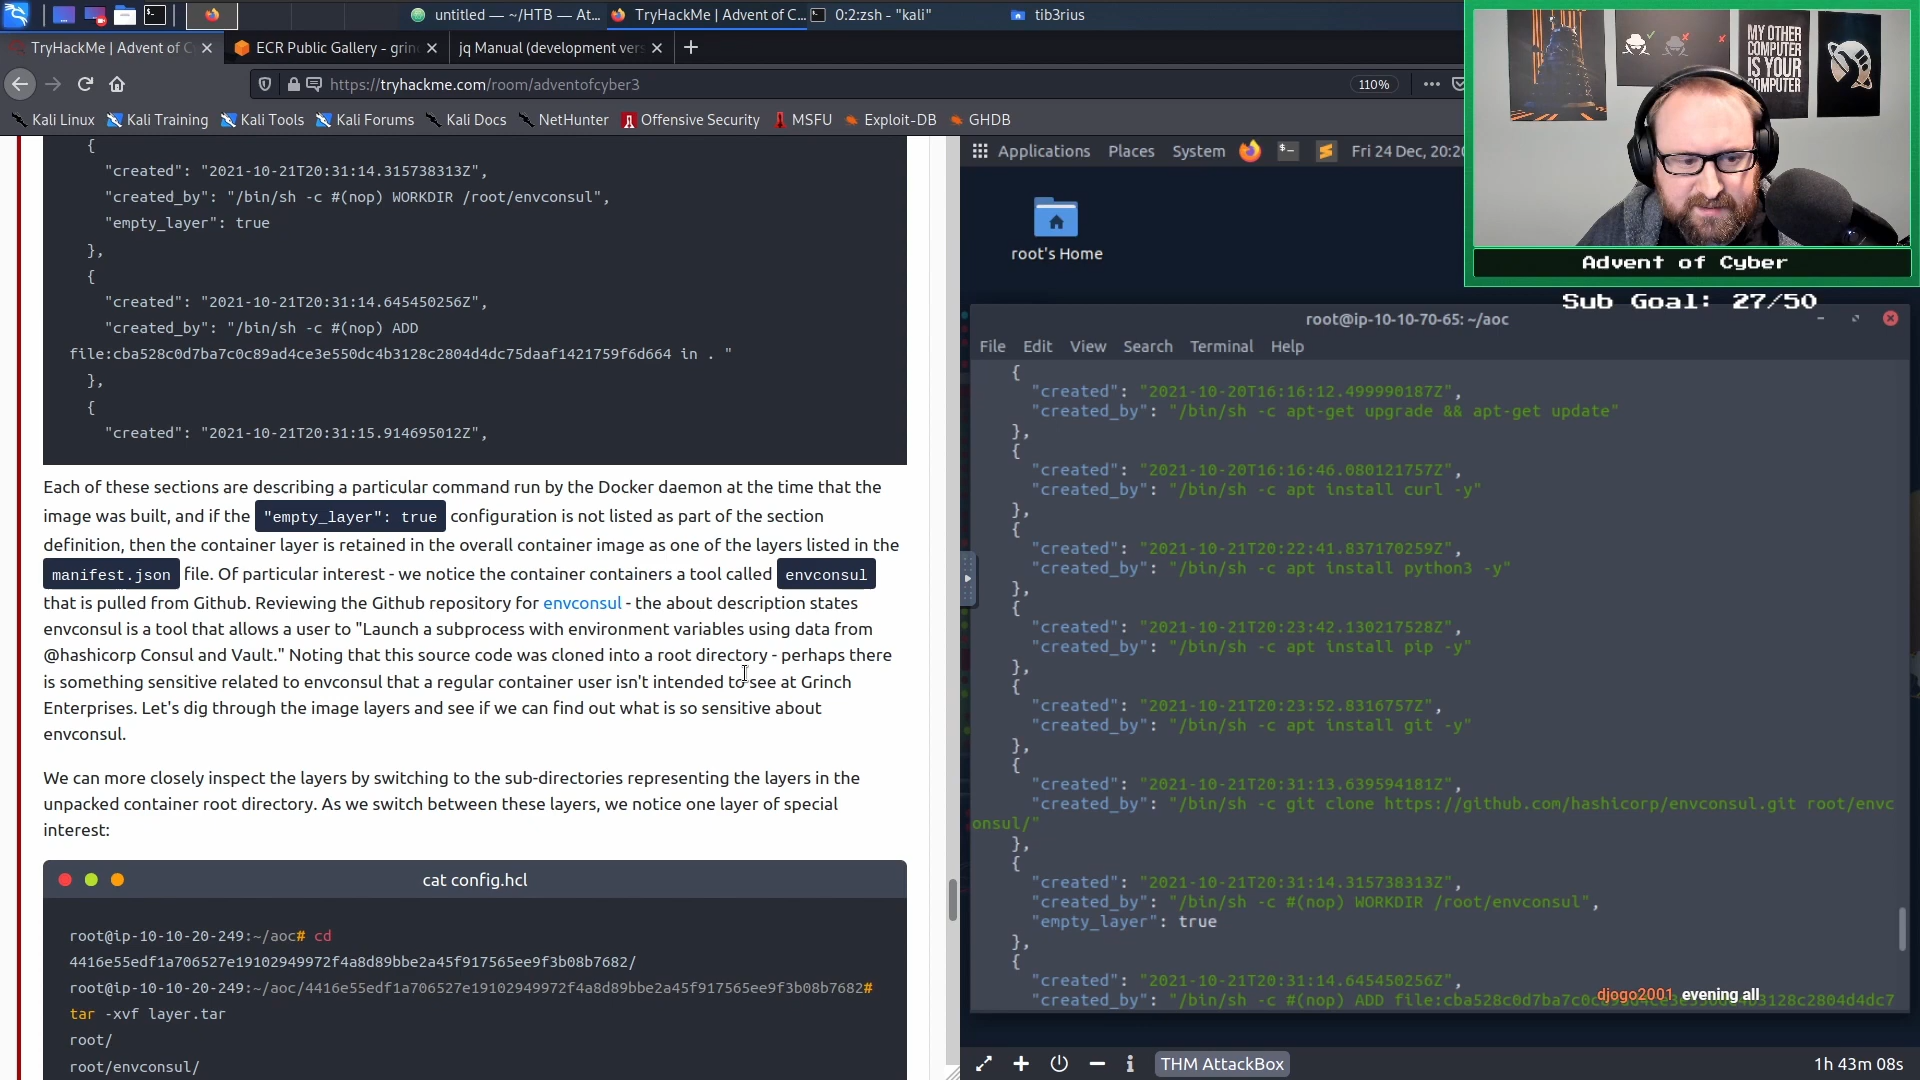 untitled — ~/HTB — At...
TryHackMe | Advent of C...
0:2:zsh - "kali"
tib3rius
TryHackMe | Advent of C
ECR Public Gallery - grin
jq Manual (development ver
https://tryhackme.com/room/adventofcyber3
110%
Kali Linux
Kali Training
Kali Tools
Kali Forums
Kali Docs
NetHunter
Offensive Security
MSFU
Exploit-DB
GHDB
{
"created": "2021-10-21T20:31:14.315738313Z",
"created_by": "/bin/sh -c #(nop) WORKDIR /root/envconsul",
"empty_layer": true
},
{
"created": "2021-10-21T20:31:14.645450256Z",
"created_by": "/bin/sh -c #(nop) ADD
file:cba528c0d7ba7c0c89ad4ce3e550dc4b3128c2804d4dc75daaf1421759f6d664 in . "
},
{
"created": "2021-10-21T20:31:15.914695012Z",
Each of these sections are describing a particular command run by the Docker daemon at the time that the
image was built, and if the "empty_layer": true configuration is not listed as part of the section
definition, then the container layer is retained in the overall container image as one of the layers listed in the
manifest.json file. Of particular interest - we notice the container containers a tool called envconsul
that is pulled from Github. Reviewing the Github repository for envconsul - the about description states
envconsul is a tool that allows a user to "Launch a subprocess with environment variables using data from
@hashicorp Consul and Vault." Noting that this source code was cloned into a root directory - perhaps there
is something sensitive related to envconsul that a regular container user isn't intended to see at Grinch
Enterprises. Let's dig through the image layers and see if we can find out what is so sensitive about
envconsul.
We can more closely inspect the layers by switching to the sub-directories representing the layers in the
unpacked container root directory. As we switch between these layers, we notice one layer of special
interest:
cat config.hcl
root@ip-10-10-20-249:~/aoc# cd
4416e55edf1a706527e19102949972f4a8d89bbe2a45f917565ee9f3b08b7682/
root@ip-10-10-20-249:~/aoc/4416e55edf1a706527e19102949972f4a8d89bbe2a45f917565ee9f3b08b7682#
tar -xvf layer.tar
root/
root/envconsul/
Applications
Places
System
Fri 24 Dec, 20:20
root's Home
MY OTHER
COMPUTER
IS YOUR
COMPUTER
Advent of Cyber
Sub Goal: 27/50
root@ip-10-10-70-65: ~/aoc
File Edit View Search Terminal Help
{
"created": "2021-10-20T16:16:12.499990187Z",
"created_by": "/bin/sh -c apt-get upgrade && apt-get update"
},
{
"created": "2021-10-20T16:16:46.080121757Z",
"created_by": "/bin/sh -c apt install curl -y"
},
{
"created": "2021-10-21T20:22:41.837170259Z",
"created_by": "/bin/sh -c apt install python3 -y"
},
{
"created": "2021-10-21T20:23:42.130217528Z",
"created_by": "/bin/sh -c apt install pip -y"
},
{
"created": "2021-10-21T20:23:52.8316757Z",
"created_by": "/bin/sh -c apt install git -y"
},
{
"created": "2021-10-21T20:31:13.639594181Z",
"created_by": "/bin/sh -c git clone https://github.com/hashicorp/envconsul.git root/envc
onsul/"
},
{
"created": "2021-10-21T20:31:14.315738313Z",
"created_by": "/bin/sh -c #(nop) WORKDIR /root/envconsul",
"empty_layer": true
},
{
"created": "2021-10-21T20:31:14.645450256Z",
"created_by": "/bin/sh -c #(nop) ADD
djogo2001 evening all
THM AttackBox
1h 43m 08s